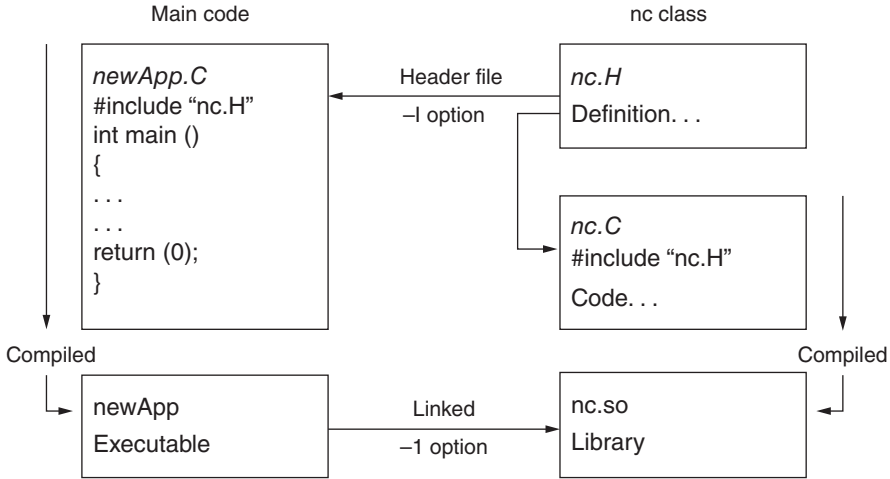 Main code
nc class
newApp.C
#include “nc.H”
int main ()
{
. . .
. . .
return (0);
}
Header file
–I option
nc.H
Definition. . .
nc.C
#include “nc.H”
Code. . .
Compiled
Compiled
newApp
Executable
Linked
–1 option
nc.so
Library